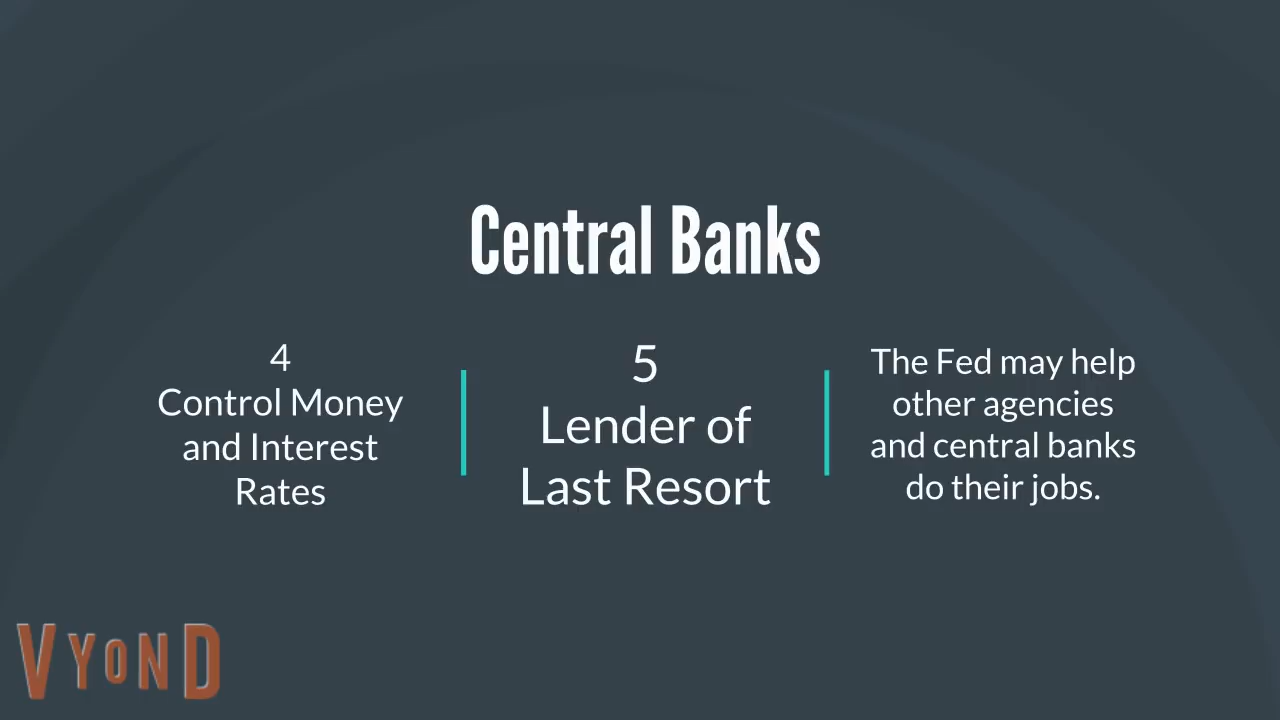 Central Banks
4
Control Money
and Interest
Rates
5
Lender of
Last Resort
The Fed may help
other agencies
and central banks
do their jobs.
VYOND